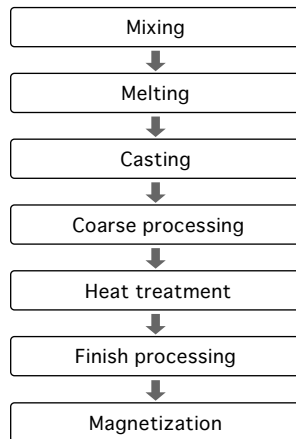 Mixing
Melting
Casting
Coarse processing
Heat treatment
Finish processing
Magnetization